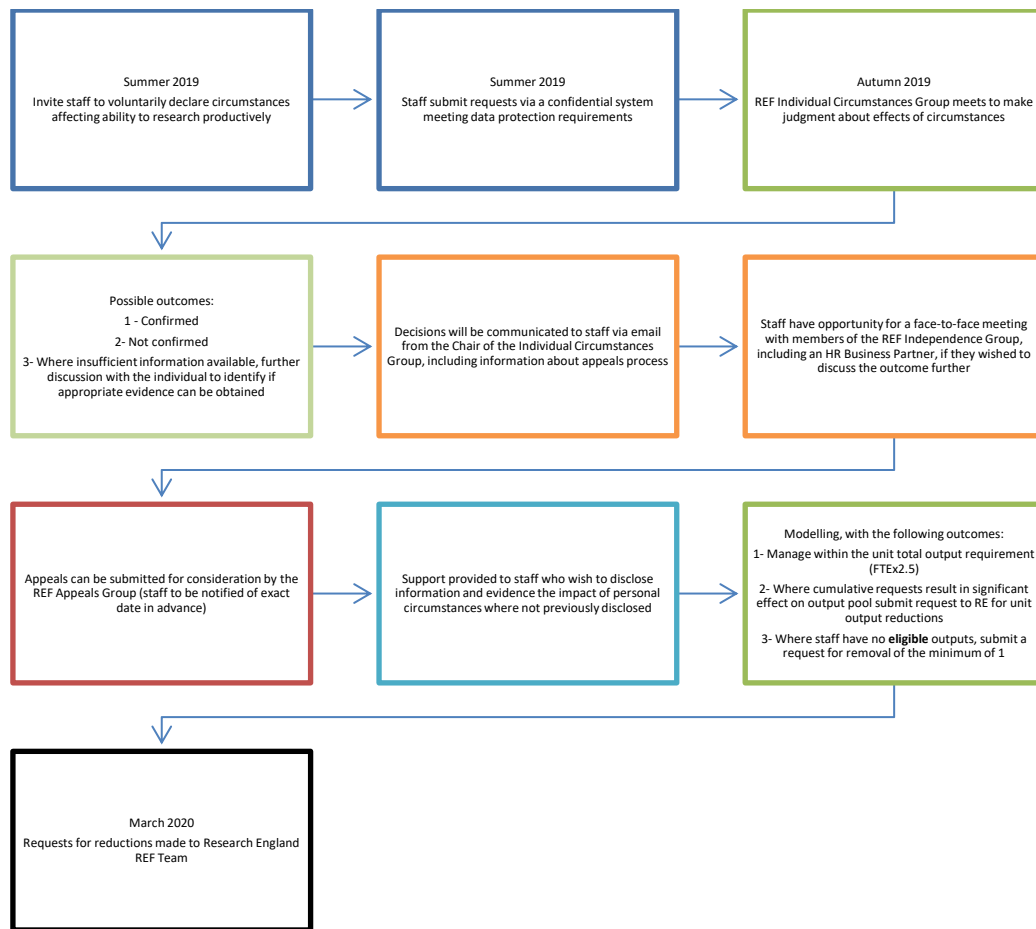 Summer 2019
Invite staff to voluntarily declare circumstances
affecting ability to research productively
Summer 2019
Staff submit requests via a confidential system
meeting data protection requirements
Autumn 2019
REF Individual Circumstances Group meets to make
judgment about effects of circumstances
Possible outcomes:
1 - Confirmed
2- Not confirmed
3- Where insufficient information available, further
discussion with the individual to identify if
appropriate evidence can be obtained
Decisions will be communicated to staff via email
from the Chair of the Individual Circumstances
Group, including information about appeals process
Staff have opportunity for a face-to-face meeting
with members of the REF Independence Group,
including an HR Business Partner, if they wished to
discuss the outcome further
Appeals can be submitted for consideration by the
REF Appeals Group (staff to be notified of exact
date in advance)
Support provided to staff who wish to disclose
information and evidence the impact of personal
circumstances where not previously disclosed
Modelling, with the following outcomes:
1- Manage within the unit total output requirement
(FTEx2.5)
2- Where cumulative requests result in significant
effect on output pool submit request to RE for unit
output reductions
3- Where staff have no eligible outputs, submit a
request for removal of the minimum of 1
March 2020
Requests for reductions made to Research England
REF Team